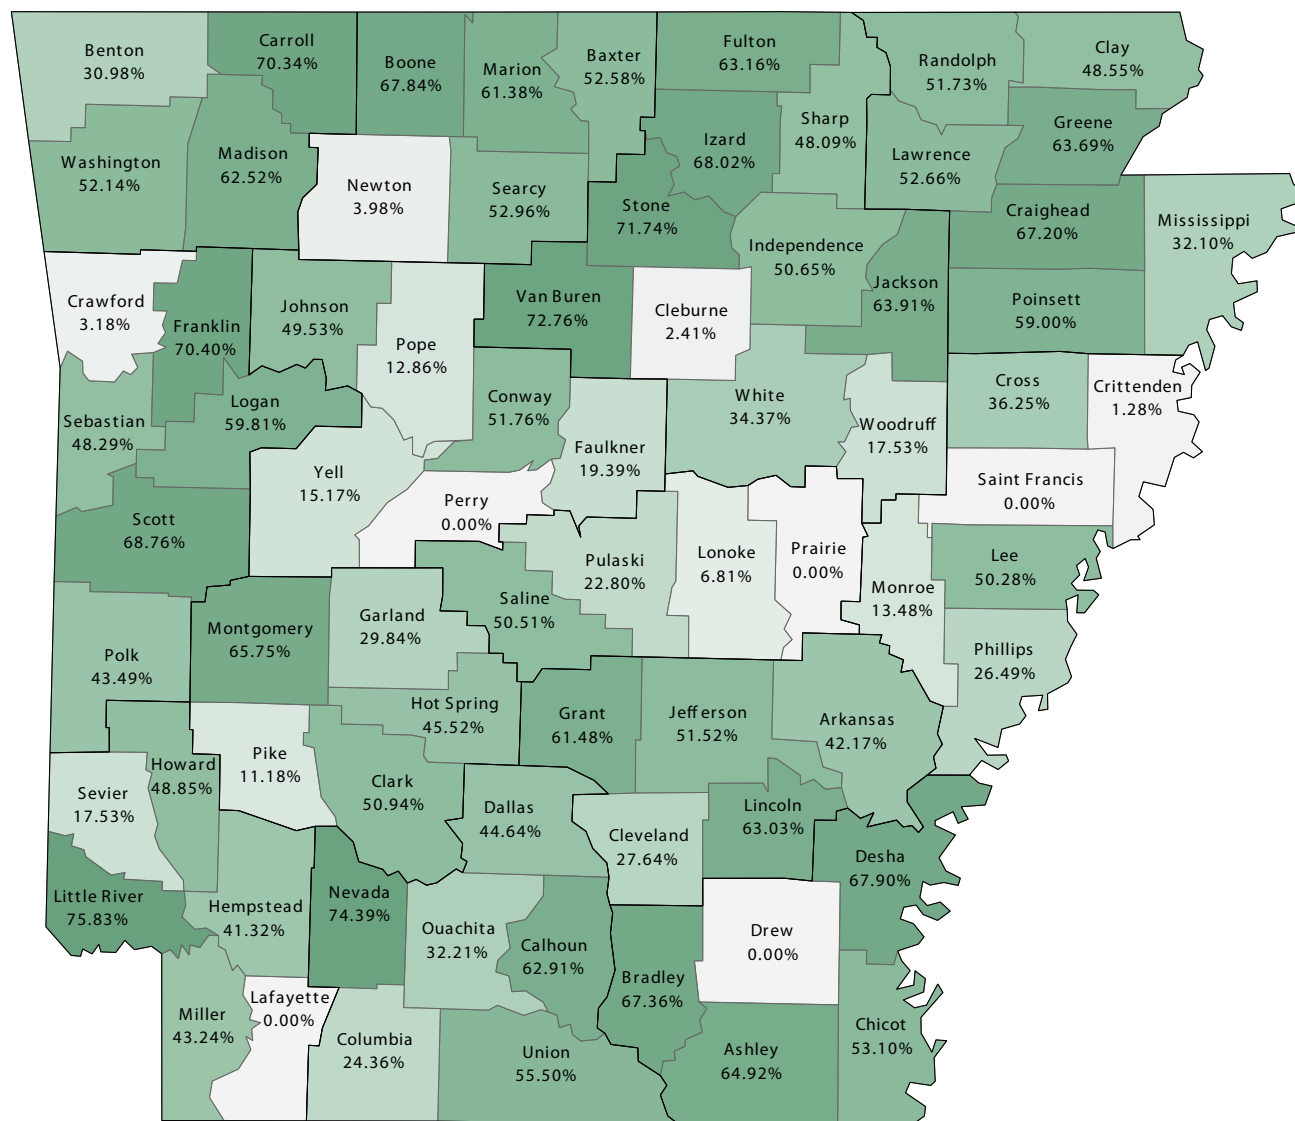 Benton
30.98%
Carroll
70.34%
Boone
67.84%
Marion
61.38%
Baxter
52.58%
Fulton
63.16%
Randolph
51.73%
Clay
48.55%
Washington
52.14%
Madison
62.52%
Newton
3.98%
Searcy
52.96%
Stone
71.74%
Izard
68.02%
Sharp
48.09%
Lawrence
52.66%
Greene
63.69%
Independence
50.65%
Craighead
67.20%
Mississippi
32.10%
Crawford
3.18%
Franklin
70.40%
Johnson
49.53%
Pope
12.86%
Van Buren
72.76%
Cleburne
2.41%
Jackson
63.91%
Poinsett
59.00%
Sebastian
48.29%
Logan
59.81%
Conway
51.76%
Faulkner
19.39%
White
34.37%
Woodruff
17.53%
Cross
36.25%
Crittenden
1.28%
Scott
68.76%
Yell
15.17%
Perry
0.00%
Pulaski
22.80%
Lonoke
6.81%
Prairie
0.00%
Saint Francis
0.00%
Monroe
13.48%
Lee
50.28%
Polk
43.49%
Montgomery
65.75%
Garland
29.84%
Saline
50.51%
Phillips
26.49%
Hot Spring
45.52%
Grant
61.48%
Jefferson
51.52%
Arkansas
42.17%
Sevier
17.53%
Howard
48.85%
Pike
11.18%
Clark
50.94%
Dallas
44.64%
Cleveland
27.64%
Lincoln
63.03%
Desha
67.90%
Little River
75.83%
Hempstead
41.32%
Nevada
74.39%
Ouachita
32.21%
Calhoun
62.91%
Bradley
67.36%
Drew
0.00%
Miller
43.24%
Lafayette
0.00%
Columbia
24.36%
Union
55.50%
Ashley
64.92%
Chicot
53.10%